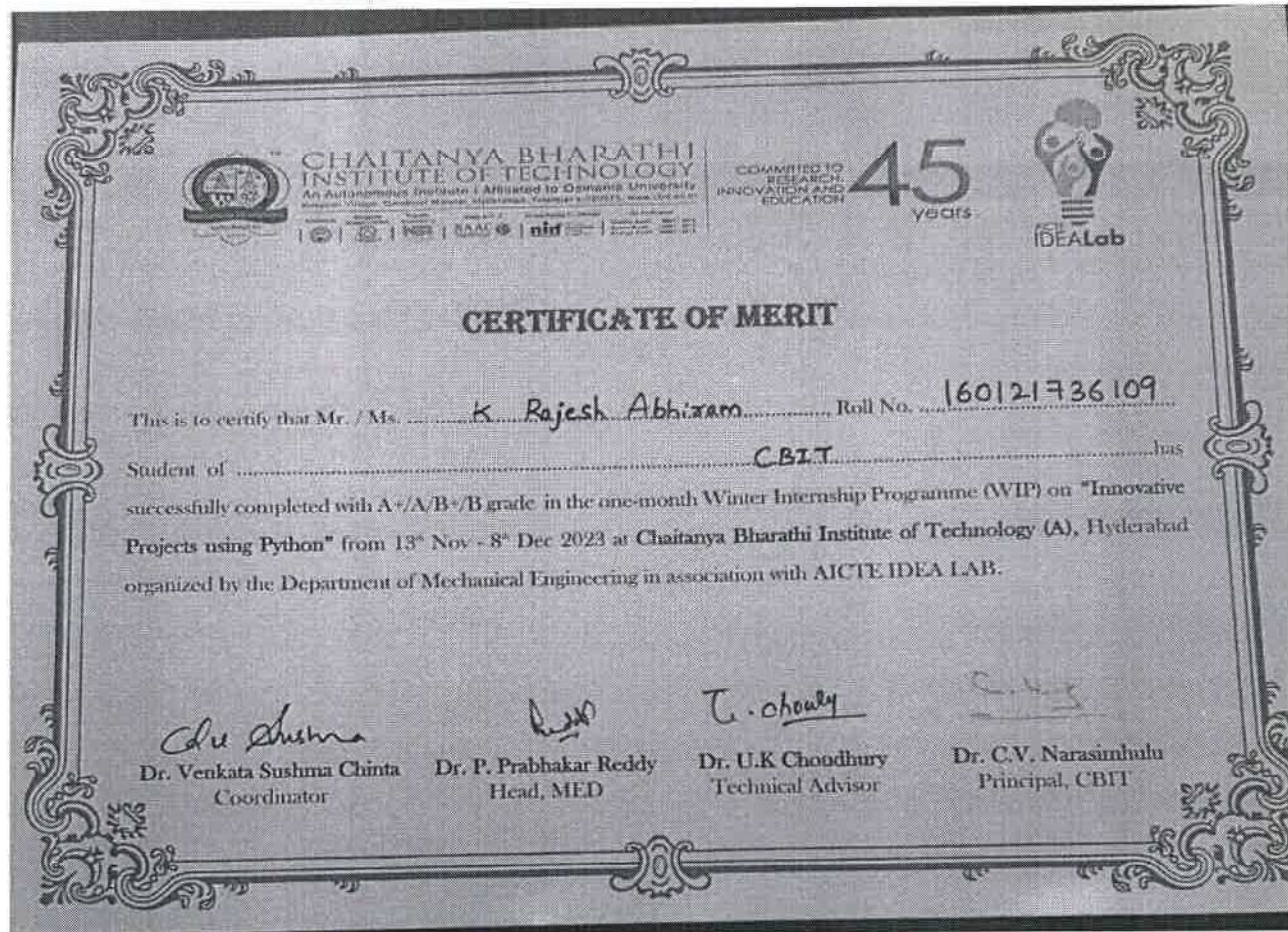 CHAITANYA BHARATHI
INSTITUTE OF TECHNOLOGY
An Autonomous Institute | Affiliated to Osmania University
nirf
COMMITTED TO
RESEARCH,
INNOVATION AND
EDUCATION
45
years
IDEALab
CERTIFICATE OF MERIT
This is to certify that Mr. / Ms. K Rajesh Abhiram Roll No. 160121736109
Student of CBIT has
successfully completed with A+/A/B+/B grade in the one-month Winter Internship Programme (WIP) on "Innovative
Projects using Python" from 13th Nov - 8th Dec 2023 at Chaitanya Bharathi Institute of Technology (A), Hyderabad
organized by the Department of Mechanical Engineering in association with AICTE IDEA LAB.
Dr. Venkata Sushma Chinta
Coordinator
Dr. P. Prabhakar Reddy
Head, MED
Dr. U.K Choudhury
Technical Advisor
Dr. C.V. Narasimhulu
Principal, CBIT